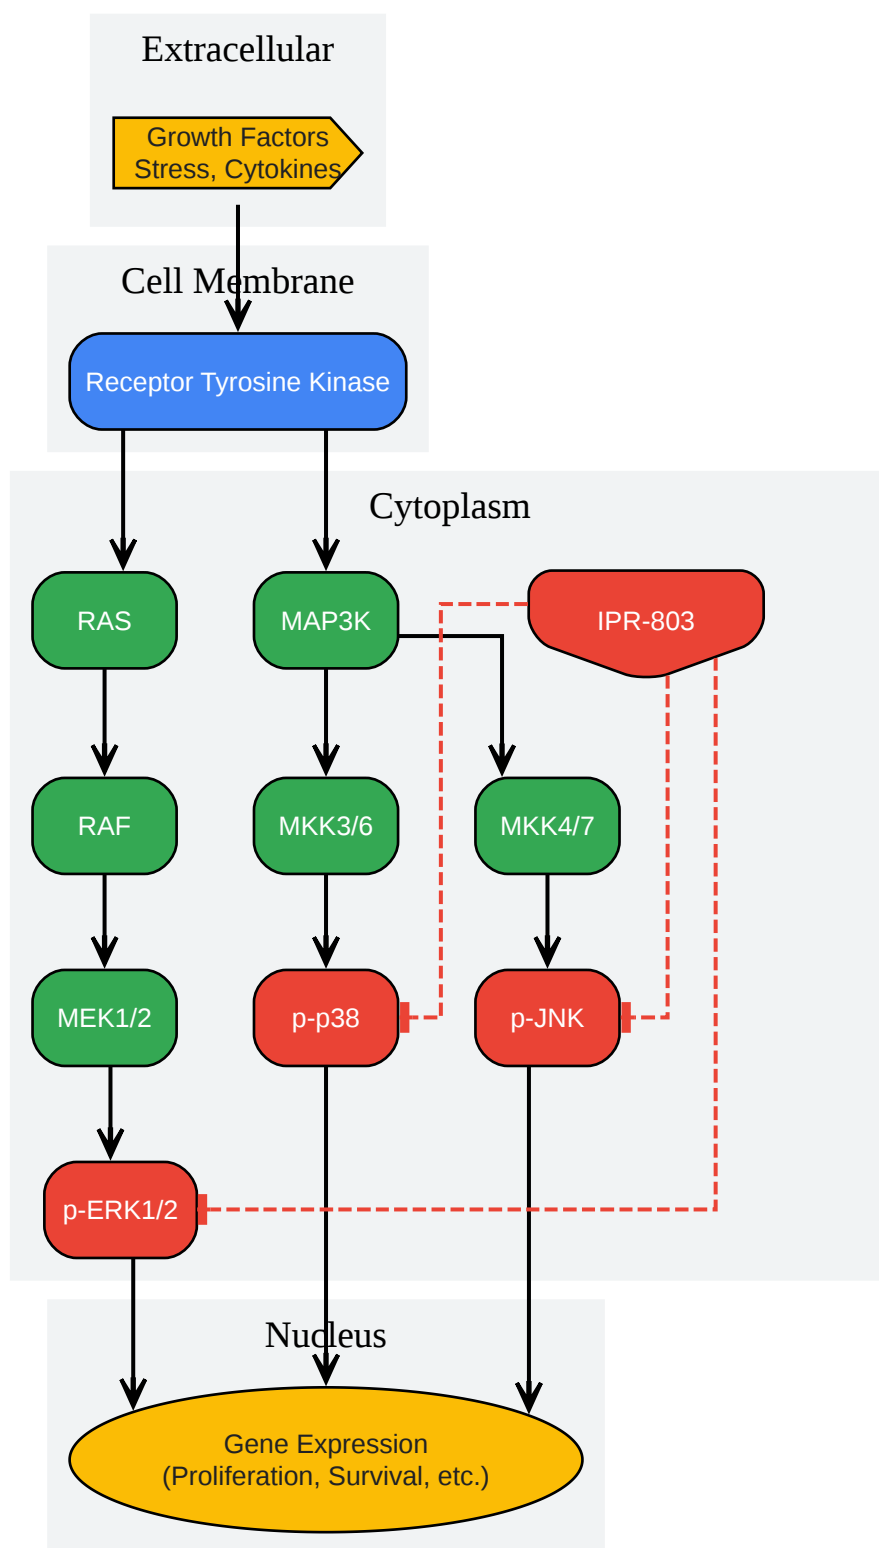 Extracellular
Growth Factors
Stress, Cytokines
Cell Membrane
Receptor Tyrosine Kinase
Cytoplasm
RAS
MAP3K
IPR-803
RAF
MKK3/6
MKK4/7
MEK1/2
p-p38
p-JNK
p-ERK1/2
Nucleus
Gene Expression
(Proliferation, Survival, etc.)